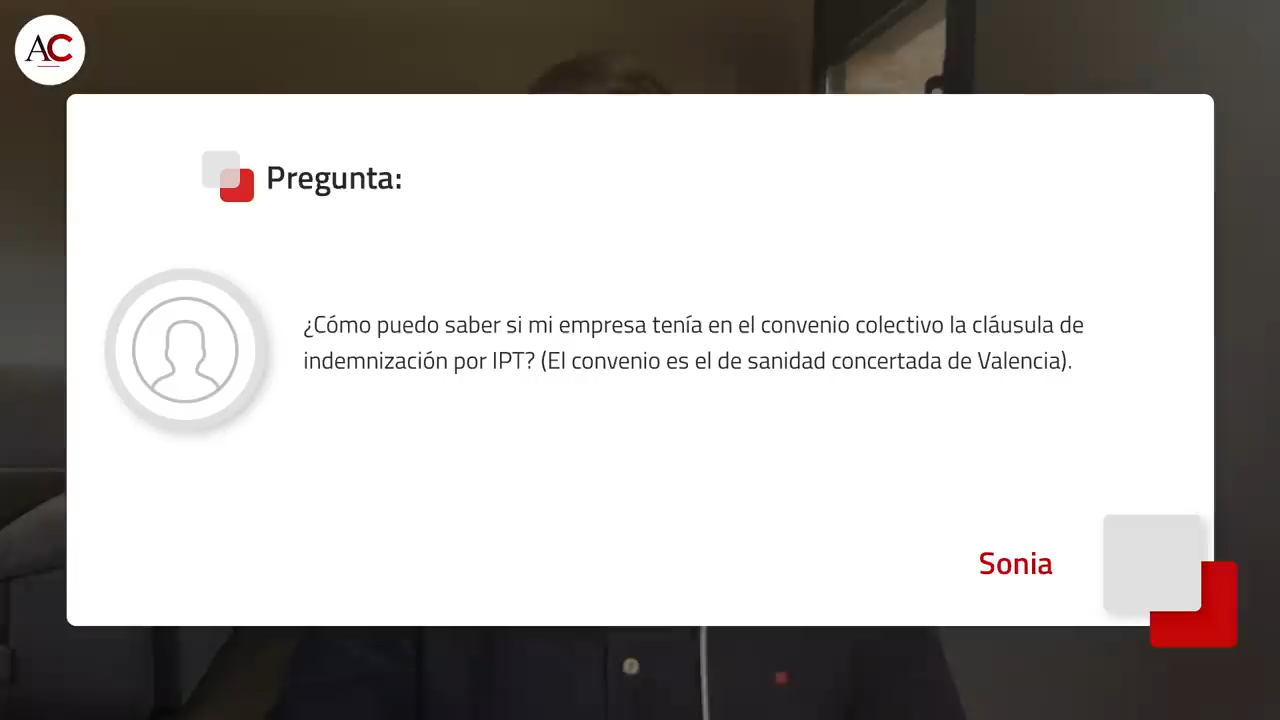 AC
Pregunta:
¿Cómo puedo saber si mi empresa tenía en el convenio colectivo la cláusula de
indemnización por IPT? (El convenio es el de sanidad concertada de Valencia).
Sonia